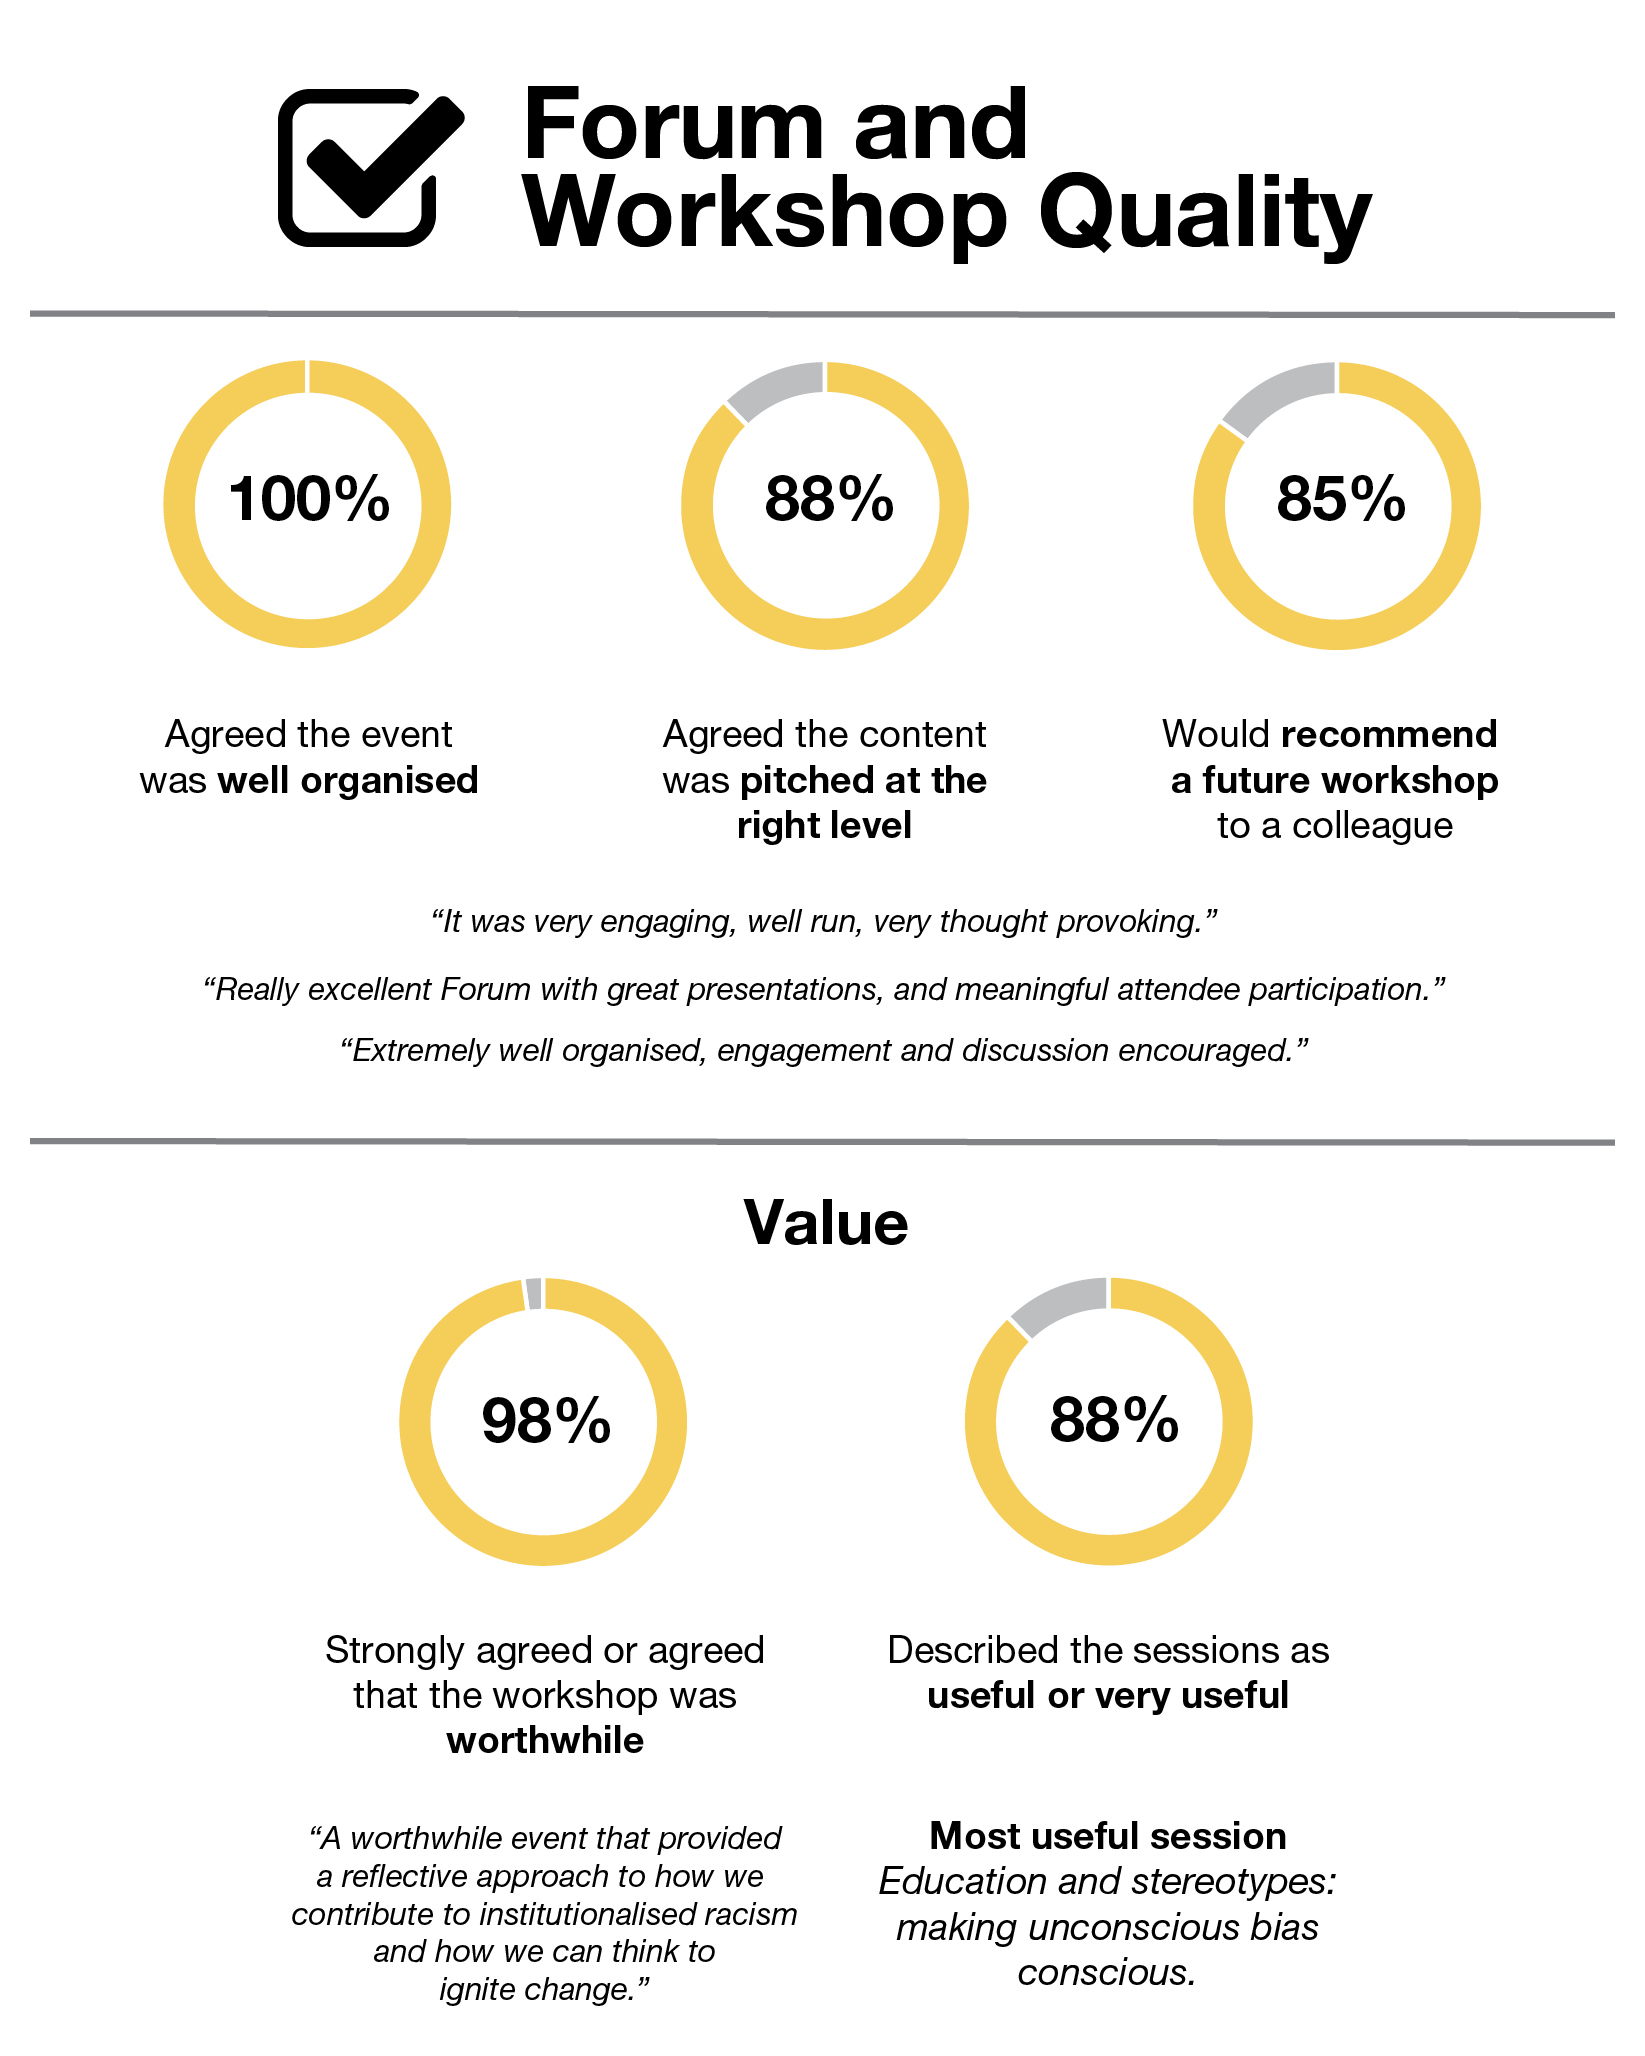 Forum and
Workshop Quality
100%
88%
85%
Agreed the event
was well organised
Agreed the content
was pitched at the
right level
Would recommend
a future workshop
to a colleague
“It was very engaging, well run, very thought provoking.”
“Really excellent Forum with great presentations, and meaningful attendee participation.”
“Extremely well organised, engagement and discussion encouraged.”
Value
98%
88%
Strongly agreed or agreed
that the workshop was
worthwhile
Described the sessions as
useful or very useful
“A worthwhile event that provided
a reflective approach to how we
contribute to institutionalised racism
and how we can think to
ignite change.”
Most useful session
Education and stereotypes:
making unconscious bias
conscious.